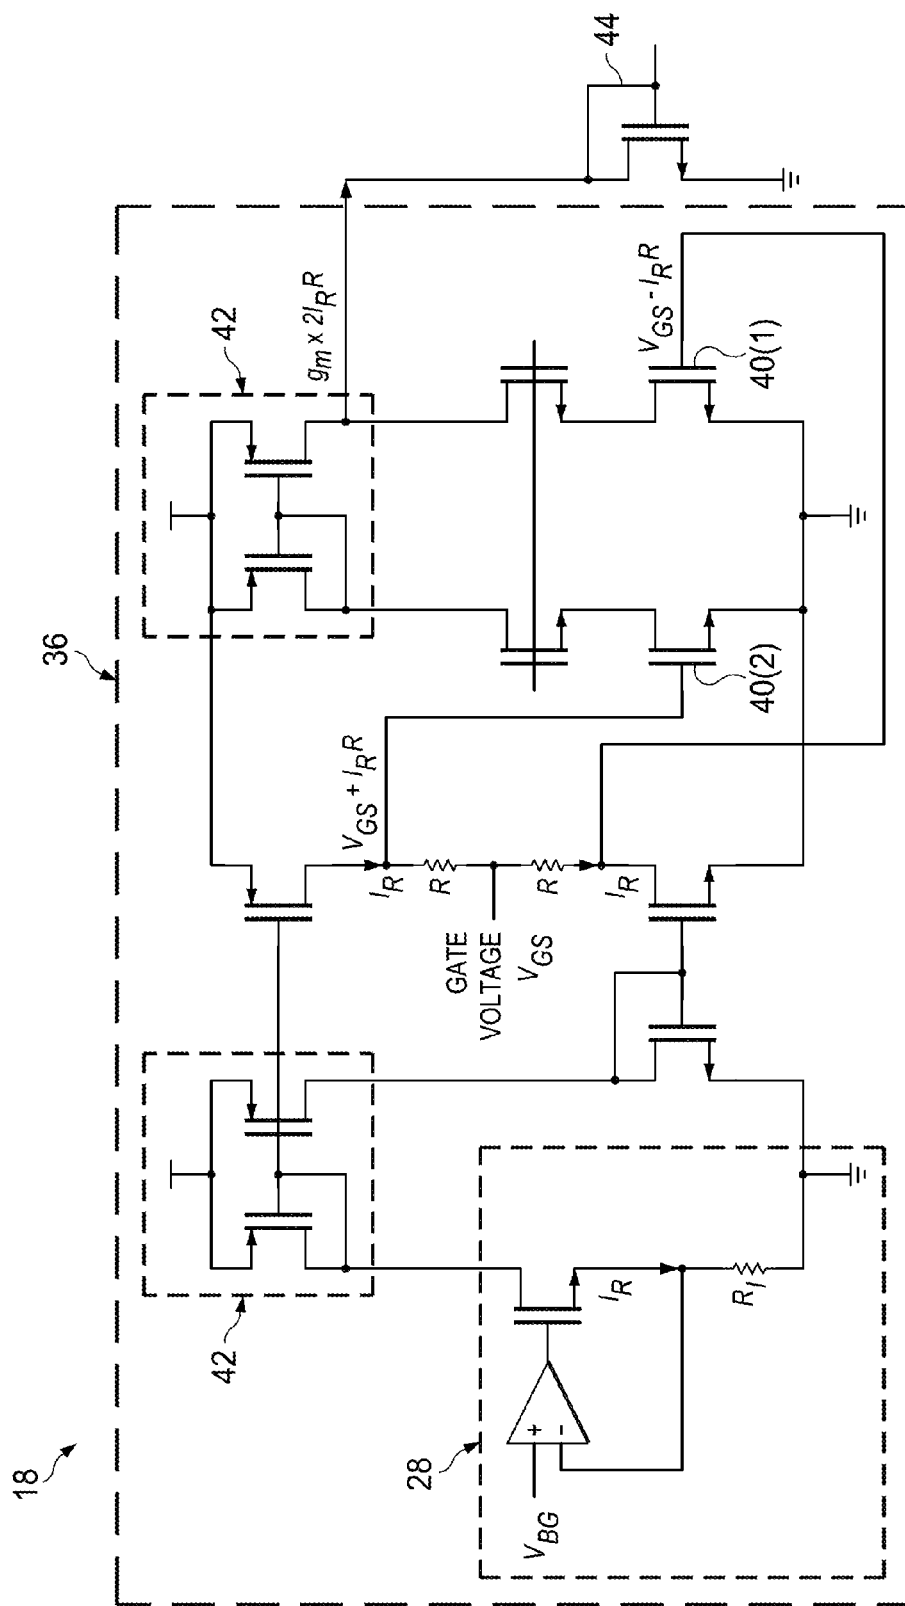 18
36
42
42
g_m x 2I_R R
44
V_GS + I_R R
I_R
R
GATE
VOLTAGE
V_GS
R
I_R
V_GS - I_R R
40(1)
40(2)
28
V_BG
+
-
I_R
R_I